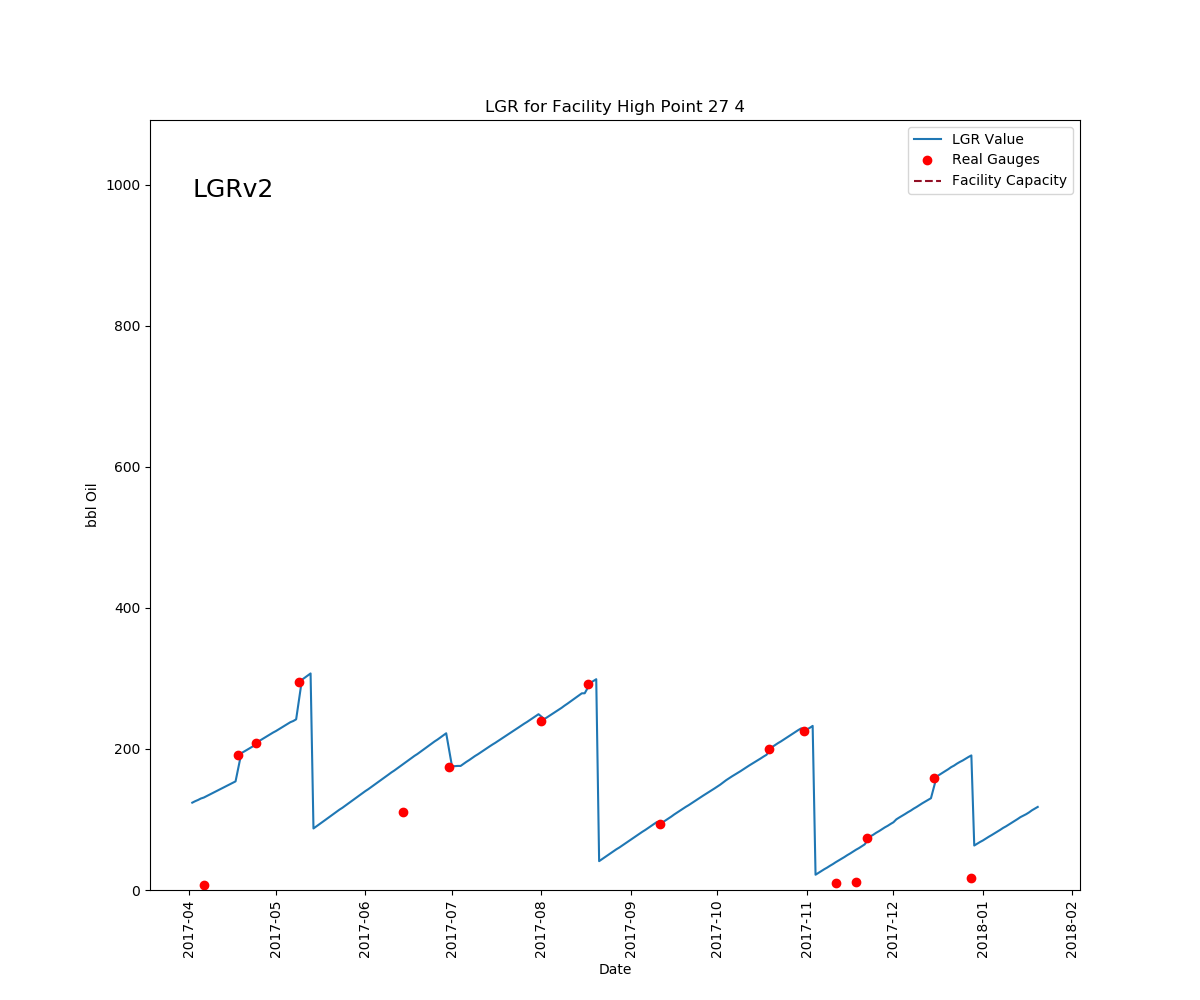 LGR for Facility High Point 27 4
LGRv2
LGR Value
Real Gauges
Facility Capacity
1000
800
600
400
200
0
bbl Oil
2017-04
2017-05
2017-06
2017-07
2017-08
2017-09
2017-10
2017-11
2017-12
2018-01
2018-02
Date